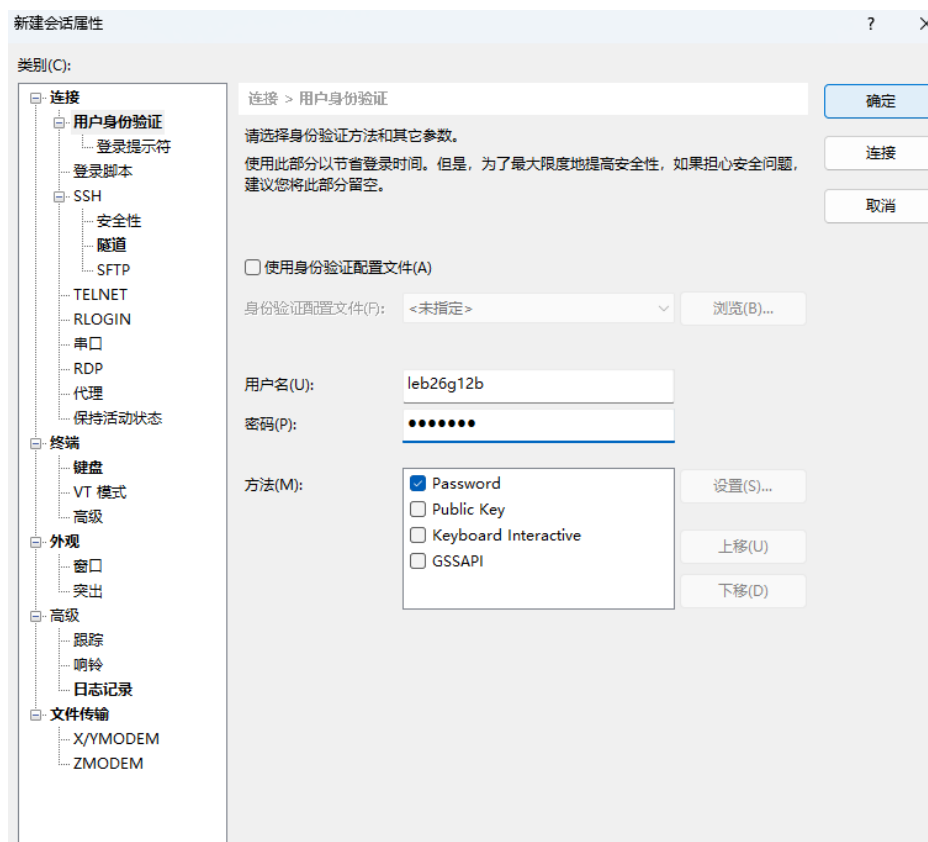 新建会话属性
?
类别(C):
连接
用户身份验证
登录提示符
登录脚本
SSH
安全性
隧道
SFTP
TELNET
RLOGIN
串口
RDP
代理
保持活动状态
终端
键盘
VT 模式
高级
外观
窗口
突出
高级
跟踪
响铃
日志记录
文件传输
X/YMODEM
ZMODEM
连接 > 用户身份验证
请选择身份验证方法和其它参数。
使用此部分以节省登录时间。但是，为了最大限度地提高安全性，如果担心安全问题，
建议您将此部分留空。
使用身份验证配置文件(A)
身份验证配置文件(F): <未指定> 浏览(B)...
用户名(U): leb26g12b
密码(P): •••••••
方法(M):
Password
Public Key
Keyboard Interactive
GSSAPI
设置(S)...
上移(U)
下移(D)
确定
连接
取消